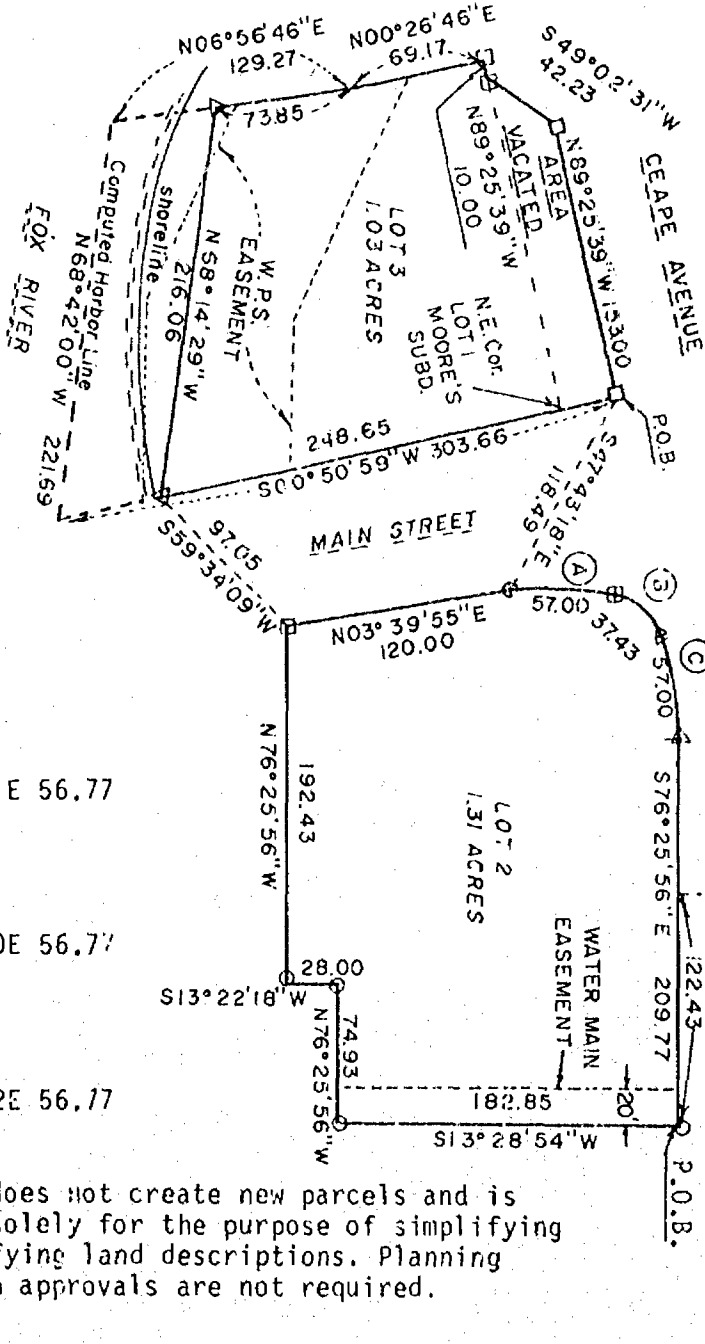 CEAPE AVENUE
N06°56'46"E
129.27
N00°26'46"E
69.17
S49°02'31"W
42.23
N89°25'39"W 153.00
VACATED
AREA
N89°25'39"W
10.00
73.85
LOT 3
1.03 ACRES
N.E. Cor.
LOT 1
MOORE'S
SUBD.
P.O.B.
W.P.S.
EASEMENT
N58°14'29"W
216.06
shoreline
Computed Harbor Line
N68°42'00"W 221.69
FOX RIVER
248.65
S00°50'59"W 303.66
MAIN STREET
S47°43'18"E
118.49
97.05
S59°34'09"W
N03°39'55"E
120.00
A
57.00
37.43
C
57.00
S76°25'56"E 209.77
122.43
P.O.B.
LOT 2
1.31 ACRES
WATER MAIN
EASEMENT
20'
182.85
S13°28'54"W
192.43
N76°25'56"W
28.00
S13°22'18"W
74.93
N76°25'56"W
E 56.77
E 56.77
E 56.77
does not create new parcels and is
solely for the purpose of simplifying
fying land descriptions. Planning
approvals are not required.